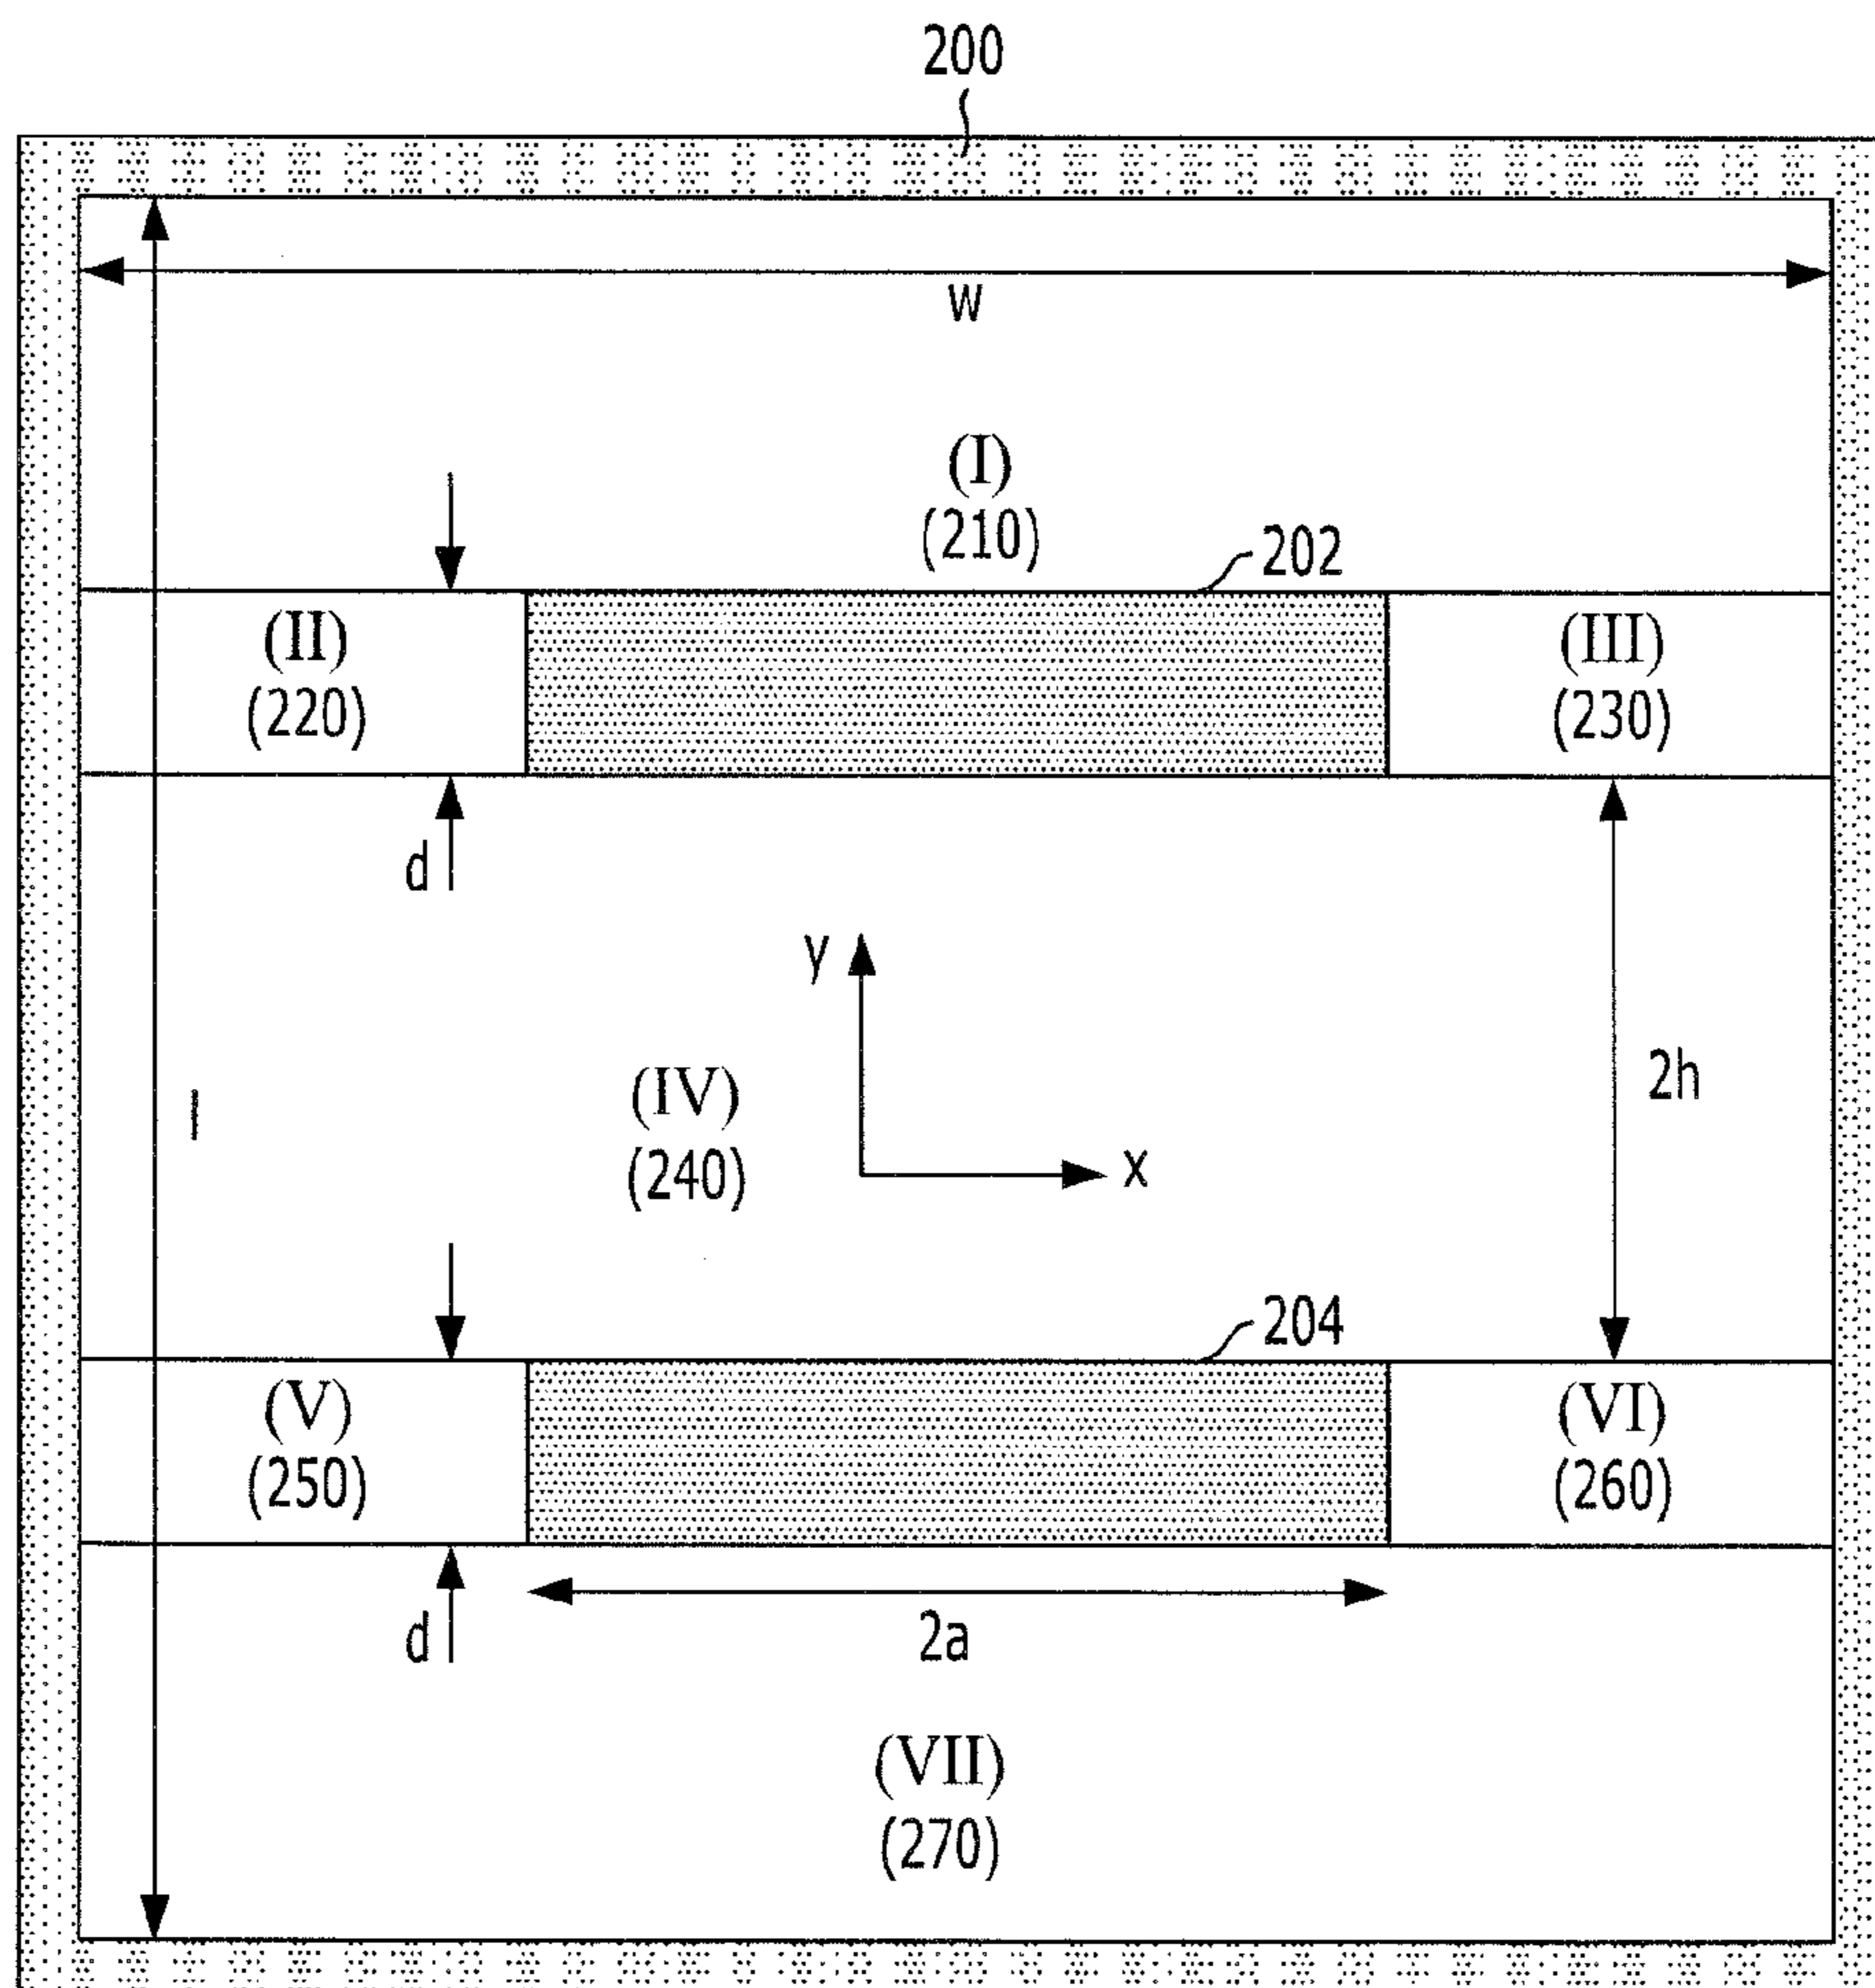 200
w
(I)
(210)
202
(II)
(220)
(III)
(230)
d
y
(IV)
(240)
x
2h
l
204
(V)
(250)
(VI)
(260)
d
2a
(VII)
(270)